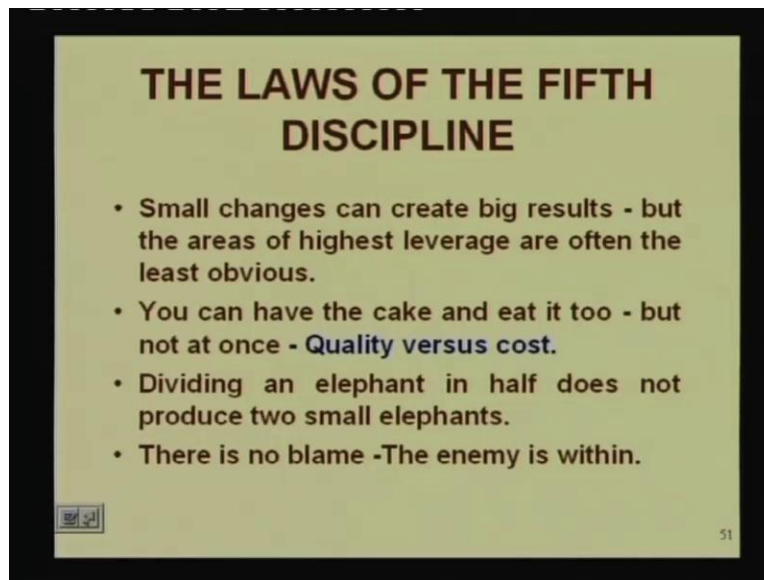 THE LAWS OF THE FIFTH
DISCIPLINE
• Small changes can create big results - but
the areas of highest leverage are often the
least obvious.
• You can have the cake and eat it too - but
not at once - Quality versus cost.
• Dividing an elephant in half does not
produce two small elephants.
• There is no blame -The enemy is within.
51